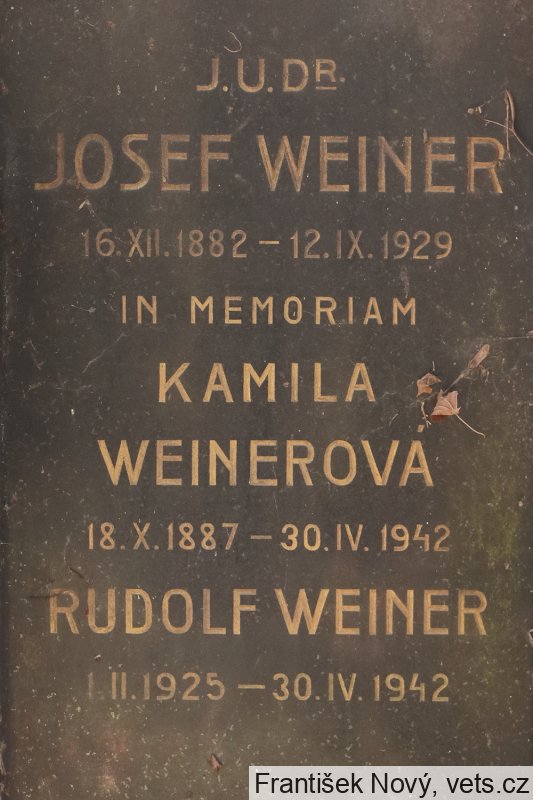 J.U.DR.
JOSEF WEINER
16.XII.1882 – 12.IX.1929
IN MEMORIAM
KAMILA
WEINEROVÁ
18.X.1887 – 30.IV.1942
RUDOLF WEINER
1.II.1925 – 30.IV.1942
František Nový, vets.cz